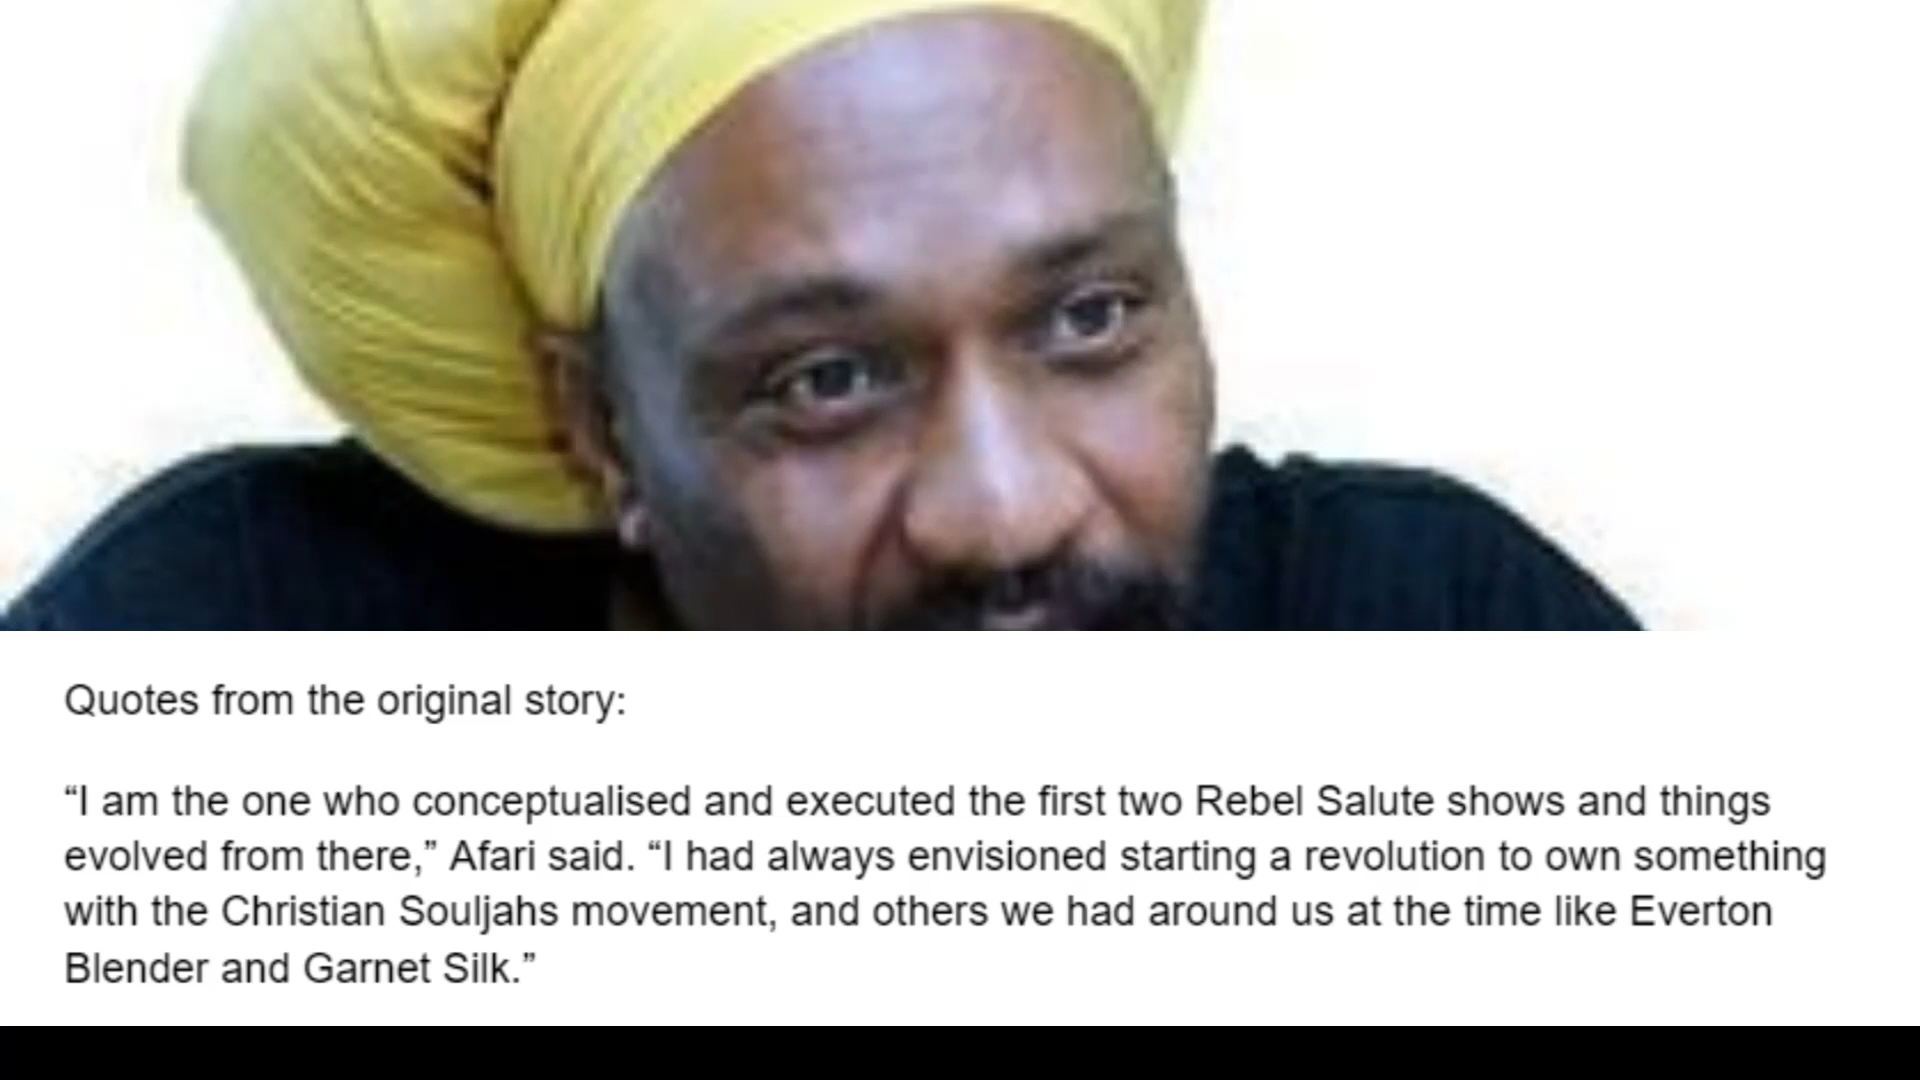 Quotes from the original story:
“I am the one who conceptualised and executed the first two Rebel Salute shows and things
evolved from there,” Afari said. “I had always envisioned starting a revolution to own something
with the Christian Souljahs movement, and others we had around us at the time like Everton
Blender and Garnet Silk.”